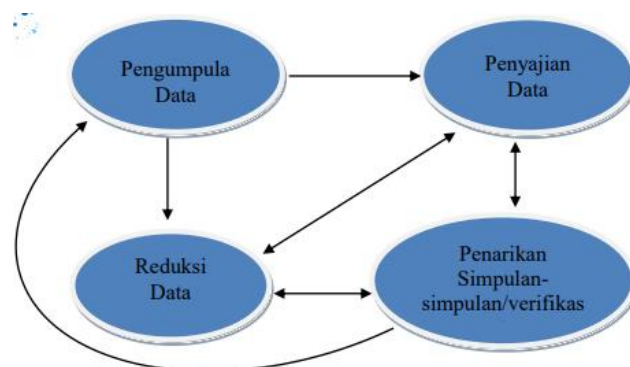 Pengumpula
Data
Penyajian
Data
Reduksi
Data
Penarikan
Simpulan-
simpulan/verifikas